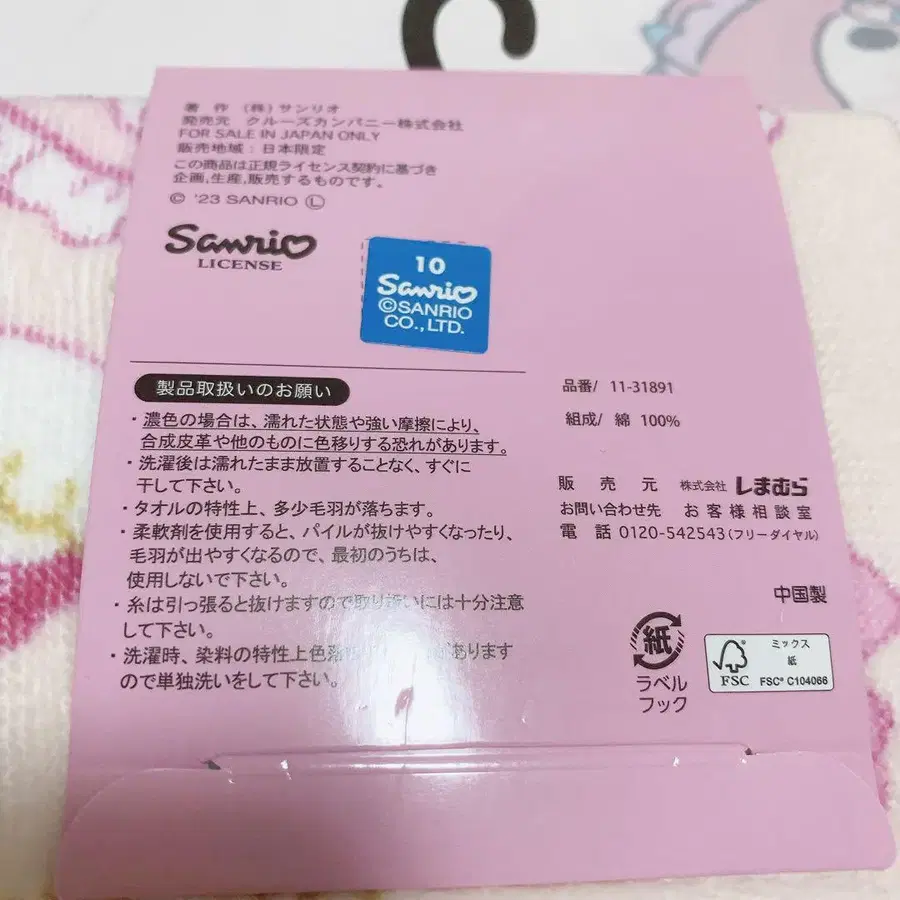 著作 (株)サンリオ
発売元 クルーズカンパニー株式会社
FOR SALE IN JAPAN ONLY
販売地域:日本限定
この商品は正規ライセンス契約に基づき
企画,生産,販売するものです。
© '23 SANRIO Ⓛ
Sanrio
LICENSE
10
Sanrio
©SANRIO
CO.,LTD.
製品取扱いのお願い
・濃色の場合は、濡れた状態や強い摩擦により、
合成皮革や他のものに色移りする恐れがあります。
・洗濯後は濡れたまま放置することなく、すぐに
干して下さい。
・タオルの特性上、多少毛羽が落ちます。
・柔軟剤を使用すると、パイルが抜けやすくなったり、
毛羽が出やすくなるので、最初のうちは、
使用しないで下さい。
・糸は引っ張ると抜けますので取り扱いには十分注意
して下さい。
・洗濯時、染料の特性上色落 があります
ので単独洗いをして下さい。
品番/ 11-31891
組成/ 綿 100%
販売元 株式会社 しまむら
お問い合わせ先 お客様相談室
電話 0120-542543(フリーダイヤル)
中国製
紙
ラベル
フック
FSC
ミックス
紙
FSC® C104066